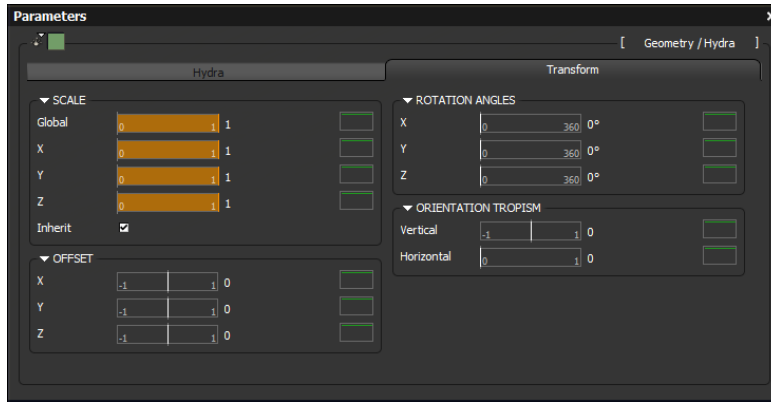 Parameters x
[ Geometry / Hydra ]
Hydra
Transform
SCALE
Global 0 1 1
X 0 1 1
Y 0 1 1
Z 0 1 1
Inherit
OFFSET
X -1 1 0
Y -1 1 0
Z -1 1 0
ROTATION ANGLES
X 0 360 0°
Y 0 360 0°
Z 0 360 0°
ORIENTATION TROPISM
Vertical -1 1 0
Horizontal 0 1 0